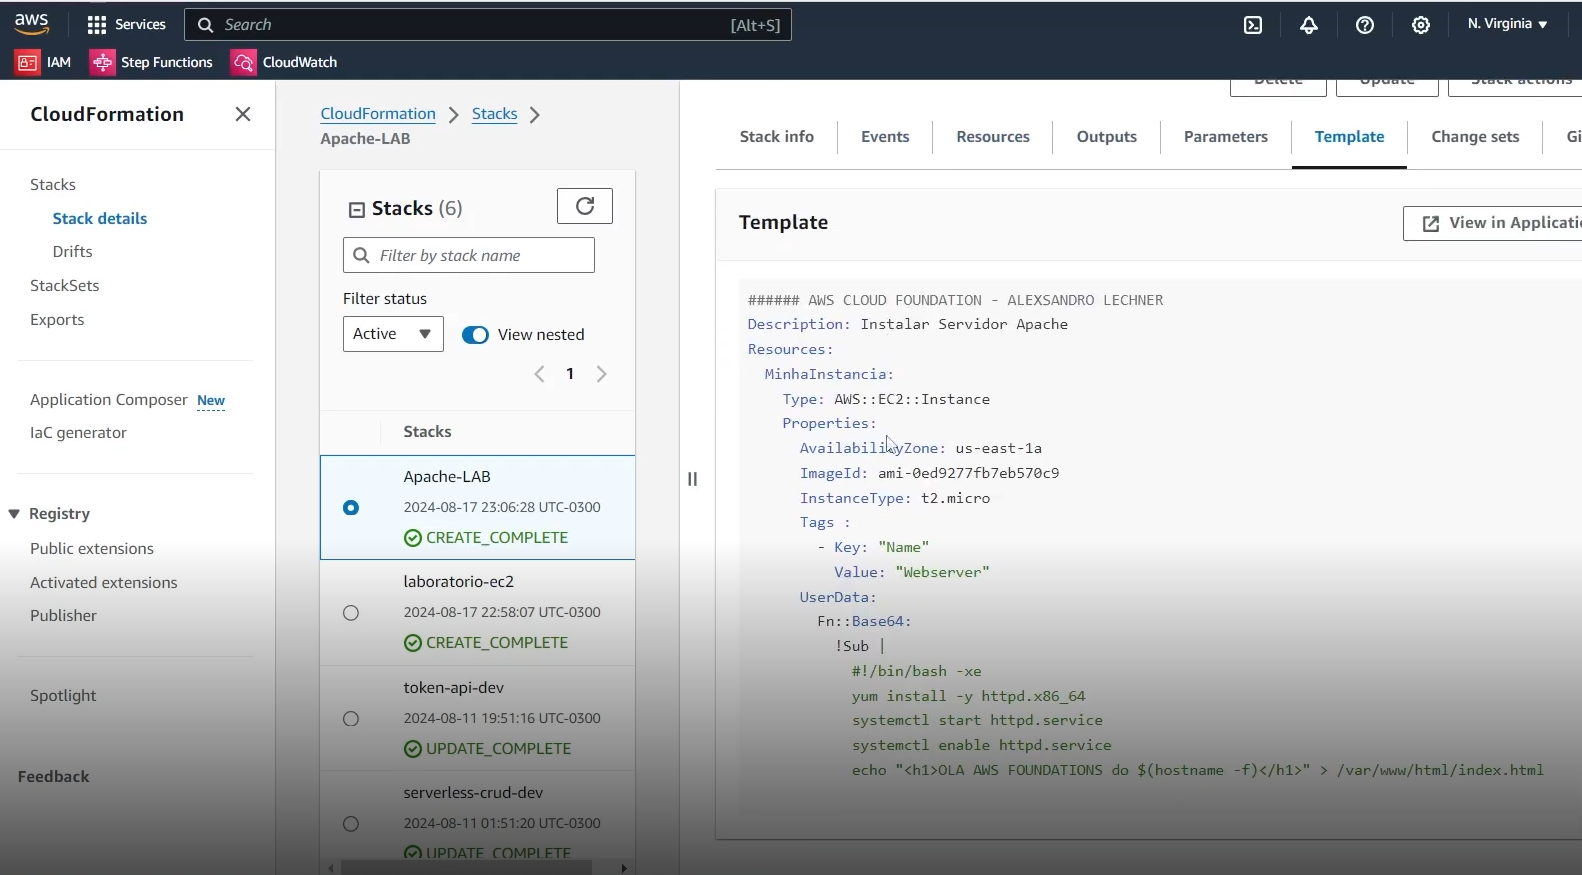 aws
Services
Search
[Alt+S]
N. Virginia
IAM
Step Functions
CloudWatch
CloudFormation
Stacks
Stack details
Drifts
StackSets
Exports
Application Composer New
IaC generator
Registry
Public extensions
Activated extensions
Publisher
Spotlight
Feedback
CloudFormation
Stacks
Apache-LAB
Stacks (6)
Filter by stack name
Filter status
Active
View nested
1
Stacks
Apache-LAB
2024-08-17 23:06:28 UTC-0300
CREATE_COMPLETE
laboratorio-ec2
2024-08-17 22:58:07 UTC-0300
CREATE_COMPLETE
token-api-dev
2024-08-11 19:51:16 UTC-0300
UPDATE_COMPLETE
serverless-crud-dev
2024-08-11 01:51:20 UTC-0300
UPDATE_COMPLETE
Delete
Update
Stack actions
Stack info
Events
Resources
Outputs
Parameters
Template
Change sets
Gi
Template
View in Applicatio
###### AWS CLOUD FOUNDATION - ALEXSANDRO LECHNER
Description: Instalar Servidor Apache
Resources:
MinhaInstancia:
Type: AWS::EC2::Instance
Properties:
AvailabilityZone: us-east-1a
ImageId: ami-0ed9277fb7eb570c9
InstanceType: t2.micro
Tags :
- Key: "Name"
Value: "Webserver"
UserData:
Fn::Base64:
!Sub |
#!/bin/bash -xe
yum install -y httpd.x86_64
systemctl start httpd.service
systemctl enable httpd.service
echo "<h1>OLA AWS FOUNDATIONS do $(hostname -f)</h1>" > /var/www/html/index.html